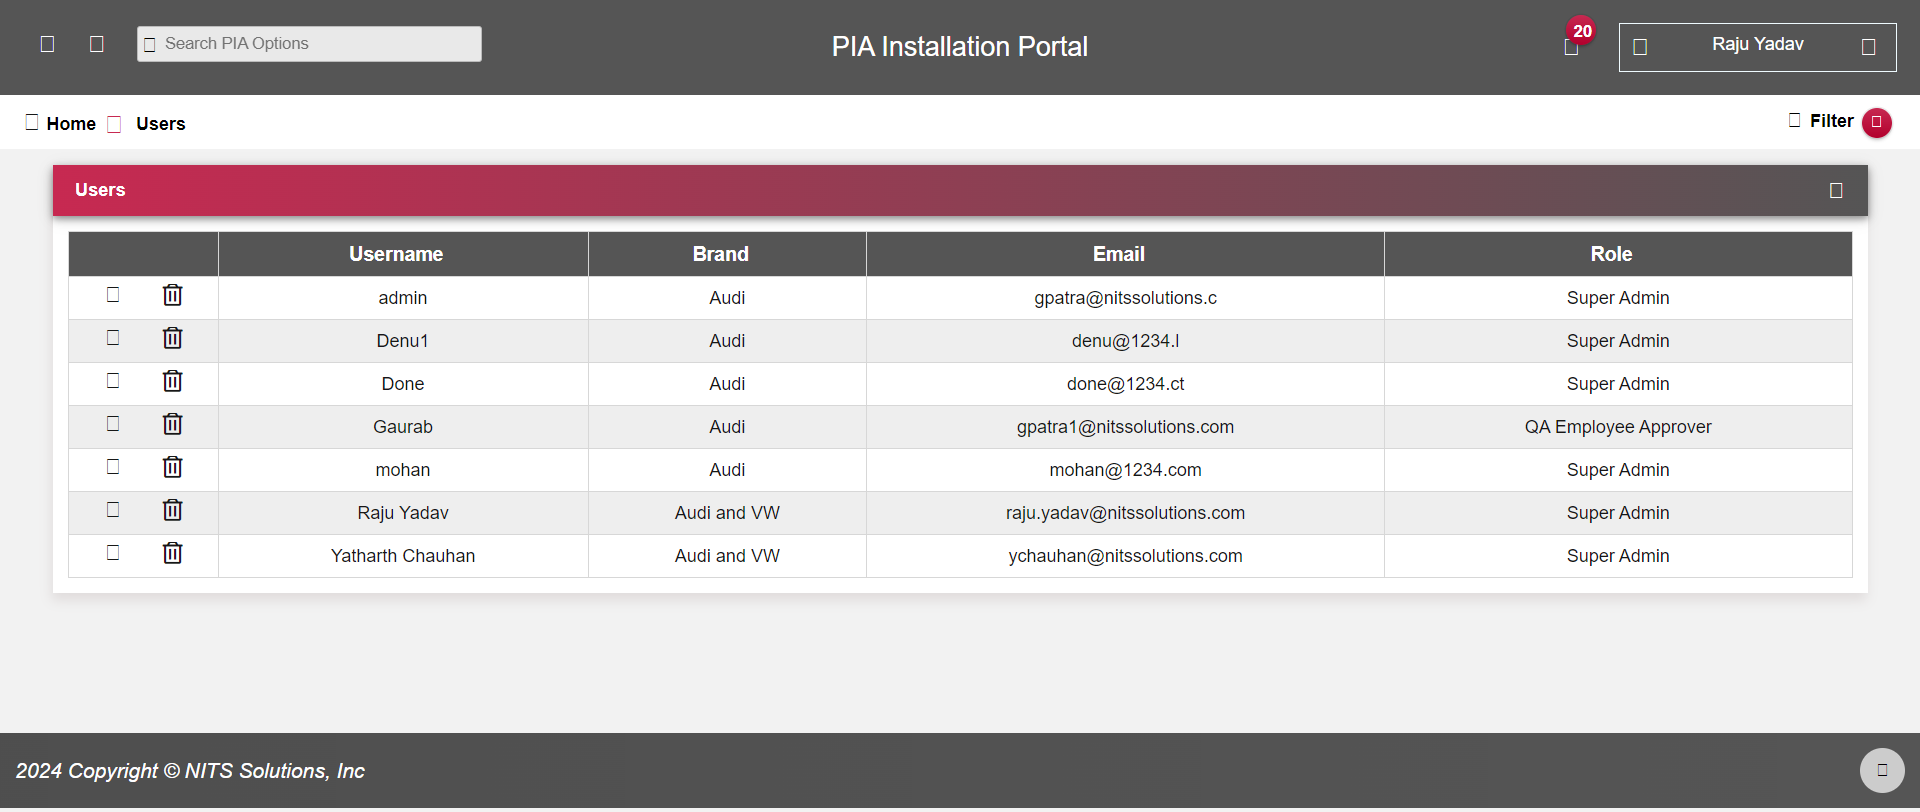 Search PIA Options
PIA Installation Portal
20
Raju Yadav
Home Users
Filter
Users
Username Brand Email Role
admin Audi gpatra@nitssolutions.c Super Admin
Denu1 Audi denu@1234.l Super Admin
Done Audi done@1234.ct Super Admin
Gaurab Audi gpatra1@nitssolutions.com QA Employee Approver
mohan Audi mohan@1234.com Super Admin
Raju Yadav Audi and VW raju.yadav@nitssolutions.com Super Admin
Yatharth Chauhan Audi and VW ychauhan@nitssolutions.com Super Admin
2024 Copyright © NITS Solutions, Inc